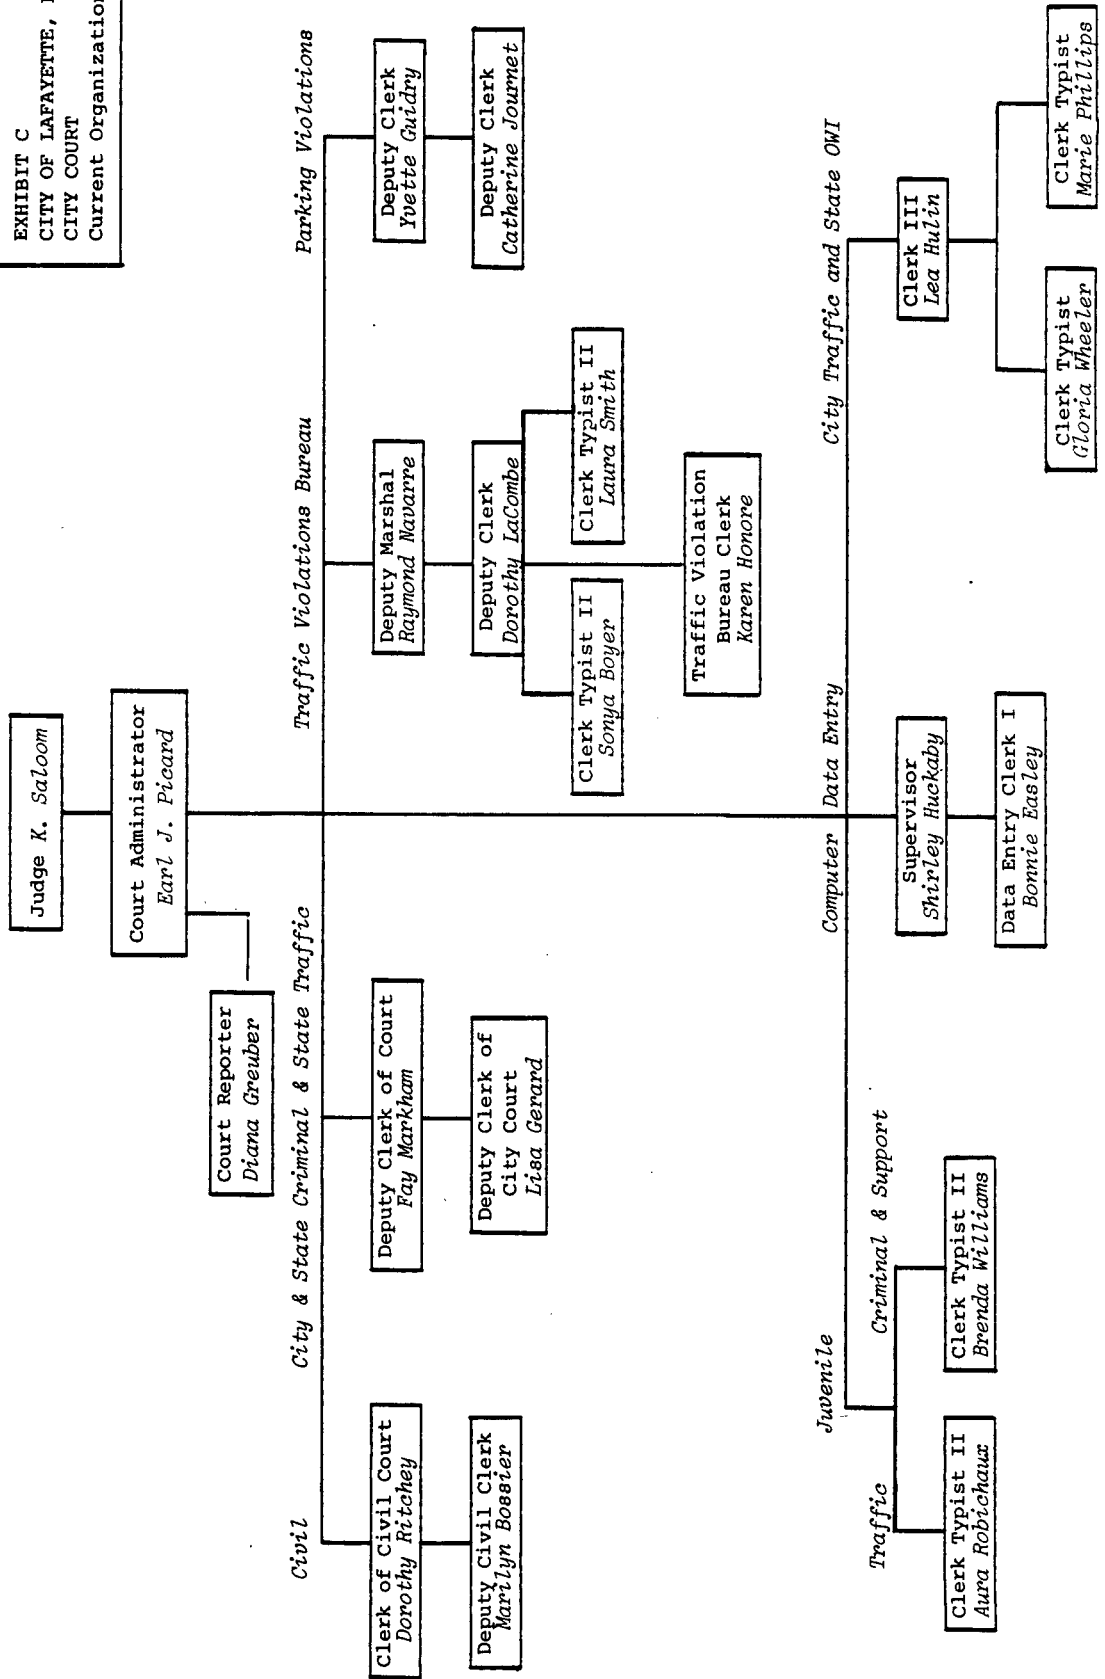 EXHIBIT C
CITY OF LAFAYETTE,
CITY COURT
Current Organization
Judge K. Saloom
Court Administrator
Earl J. Picard
Court Reporter
Diana Greuber
Civil
City & State Criminal & State Traffic
Traffic Violations Bureau
Parking Violations
Clerk of Civil Court
Dorothy Ritchey
Deputy Civil Clerk
Marilyn Bossier
Deputy Clerk of Court
Fay Markham
Deputy Clerk of
City Court
Lisa Gerard
Deputy Marshal
Raymond Navarre
Deputy Clerk
Dorothy LaCombe
Clerk Typist II
Sonya Boyer
Clerk Typist II
Laura Smith
Traffic Violation
Bureau Clerk
Karen Honore
Deputy Clerk
Yvette Guidry
Deputy Clerk
Catherine Journet
Juvenile
Computer Data Entry
City Traffic and State OWI
Traffic
Criminal & Support
Clerk Typist II
Aura Robichaux
Clerk Typist II
Brenda Williams
Supervisor
Shirley Huckaby
Data Entry Clerk I
Bonnie Easley
Clerk III
Lea Hulin
Clerk Typist
Gloria Wheeler
Clerk Typist
Marie Phillips